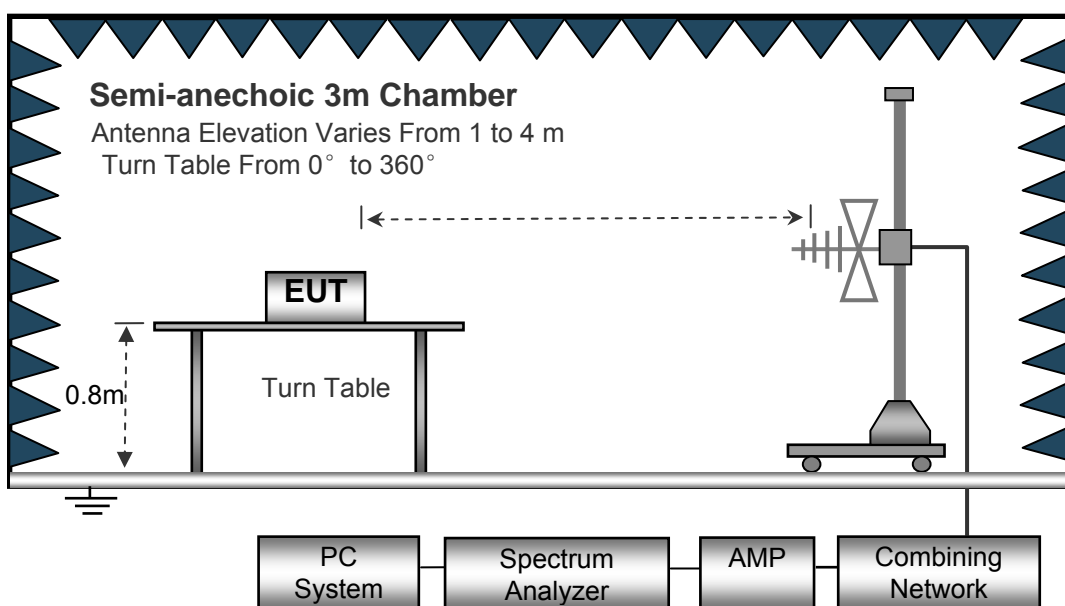 Semi-anechoic 3m Chamber
Antenna Elevation Varies From 1 to 4 m
Turn Table From 0° to 360°
EUT
0.8m
Turn Table
PC
System
Spectrum
Analyzer
AMP
Combining
Network